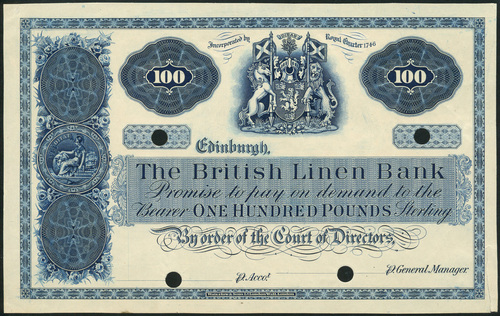 Incorporated by Royal Charter 1746
100 100
Edinburgh,
The British Linen Bank
Promise to pay on demand to the
Bearer ONE HUNDRED POUNDS Sterling
By order of the Court of Directors,
P. Acco.t
P. General Manager